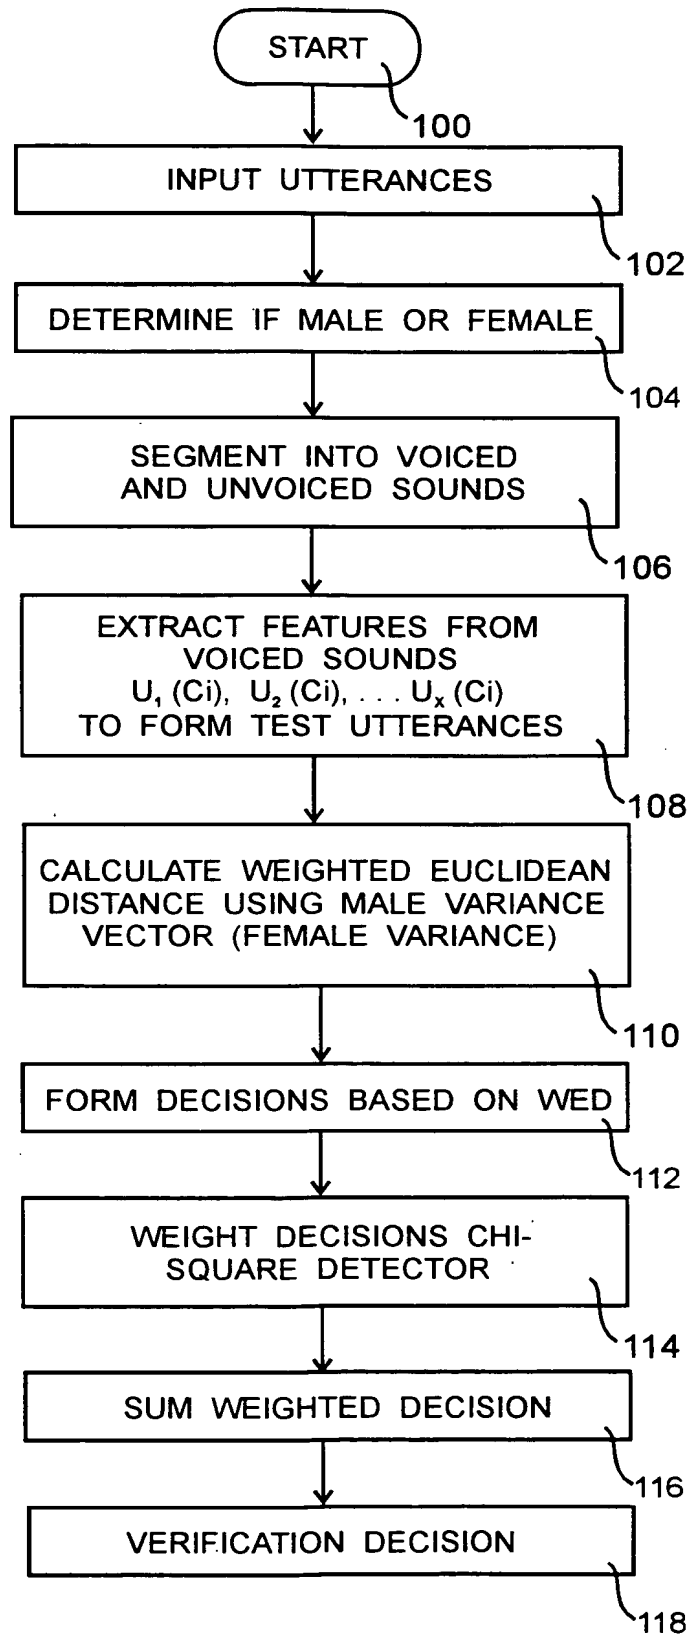 START
100
INPUT UTTERANCES
102
DETERMINE IF MALE OR FEMALE
104
SEGMENT INTO VOICED
AND UNVOICED SOUNDS
106
EXTRACT FEATURES FROM
VOICED SOUNDS
U₁ (Ci), U₂ (Ci), . . . Uₓ (Ci)
TO FORM TEST UTTERANCES
108
CALCULATE WEIGHTED EUCLIDEAN
DISTANCE USING MALE VARIANCE
VECTOR (FEMALE VARIANCE)
110
FORM DECISIONS BASED ON WED
112
WEIGHT DECISIONS CHI-
SQUARE DETECTOR
114
SUM WEIGHTED DECISION
116
VERIFICATION DECISION
118